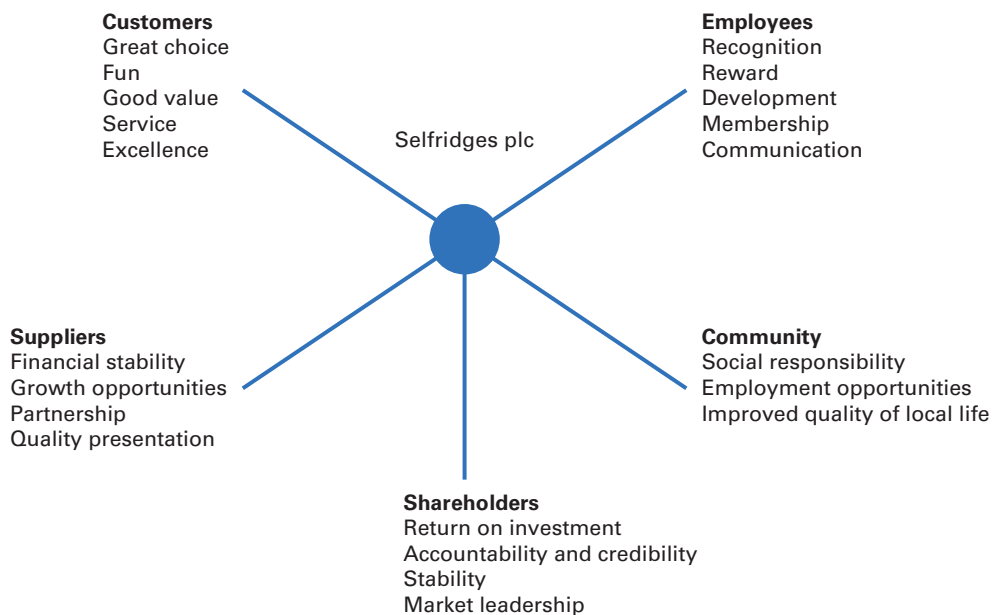 Customers
Great choice
Fun
Good value
Service
Excellence
Selfridges plc
Employees
Recognition
Reward
Development
Membership
Communication
Suppliers
Financial stability
Growth opportunities
Partnership
Quality presentation
Community
Social responsibility
Employment opportunities
Improved quality of local life
Shareholders
Return on investment
Accountability and credibility
Stability
Market leadership